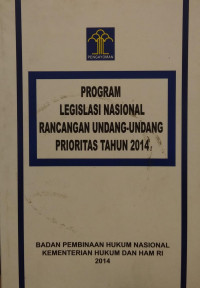 PENGAYOMAN
PROGRAM
LEGISLASI NASIONAL
RANCANGAN UNDANG-UNDANG
PRIORITAS TAHUN 2014
BADAN PEMBINAAN HUKUM NASIONAL
KEMENTERIAN HUKUM DAN HAM RI
2014